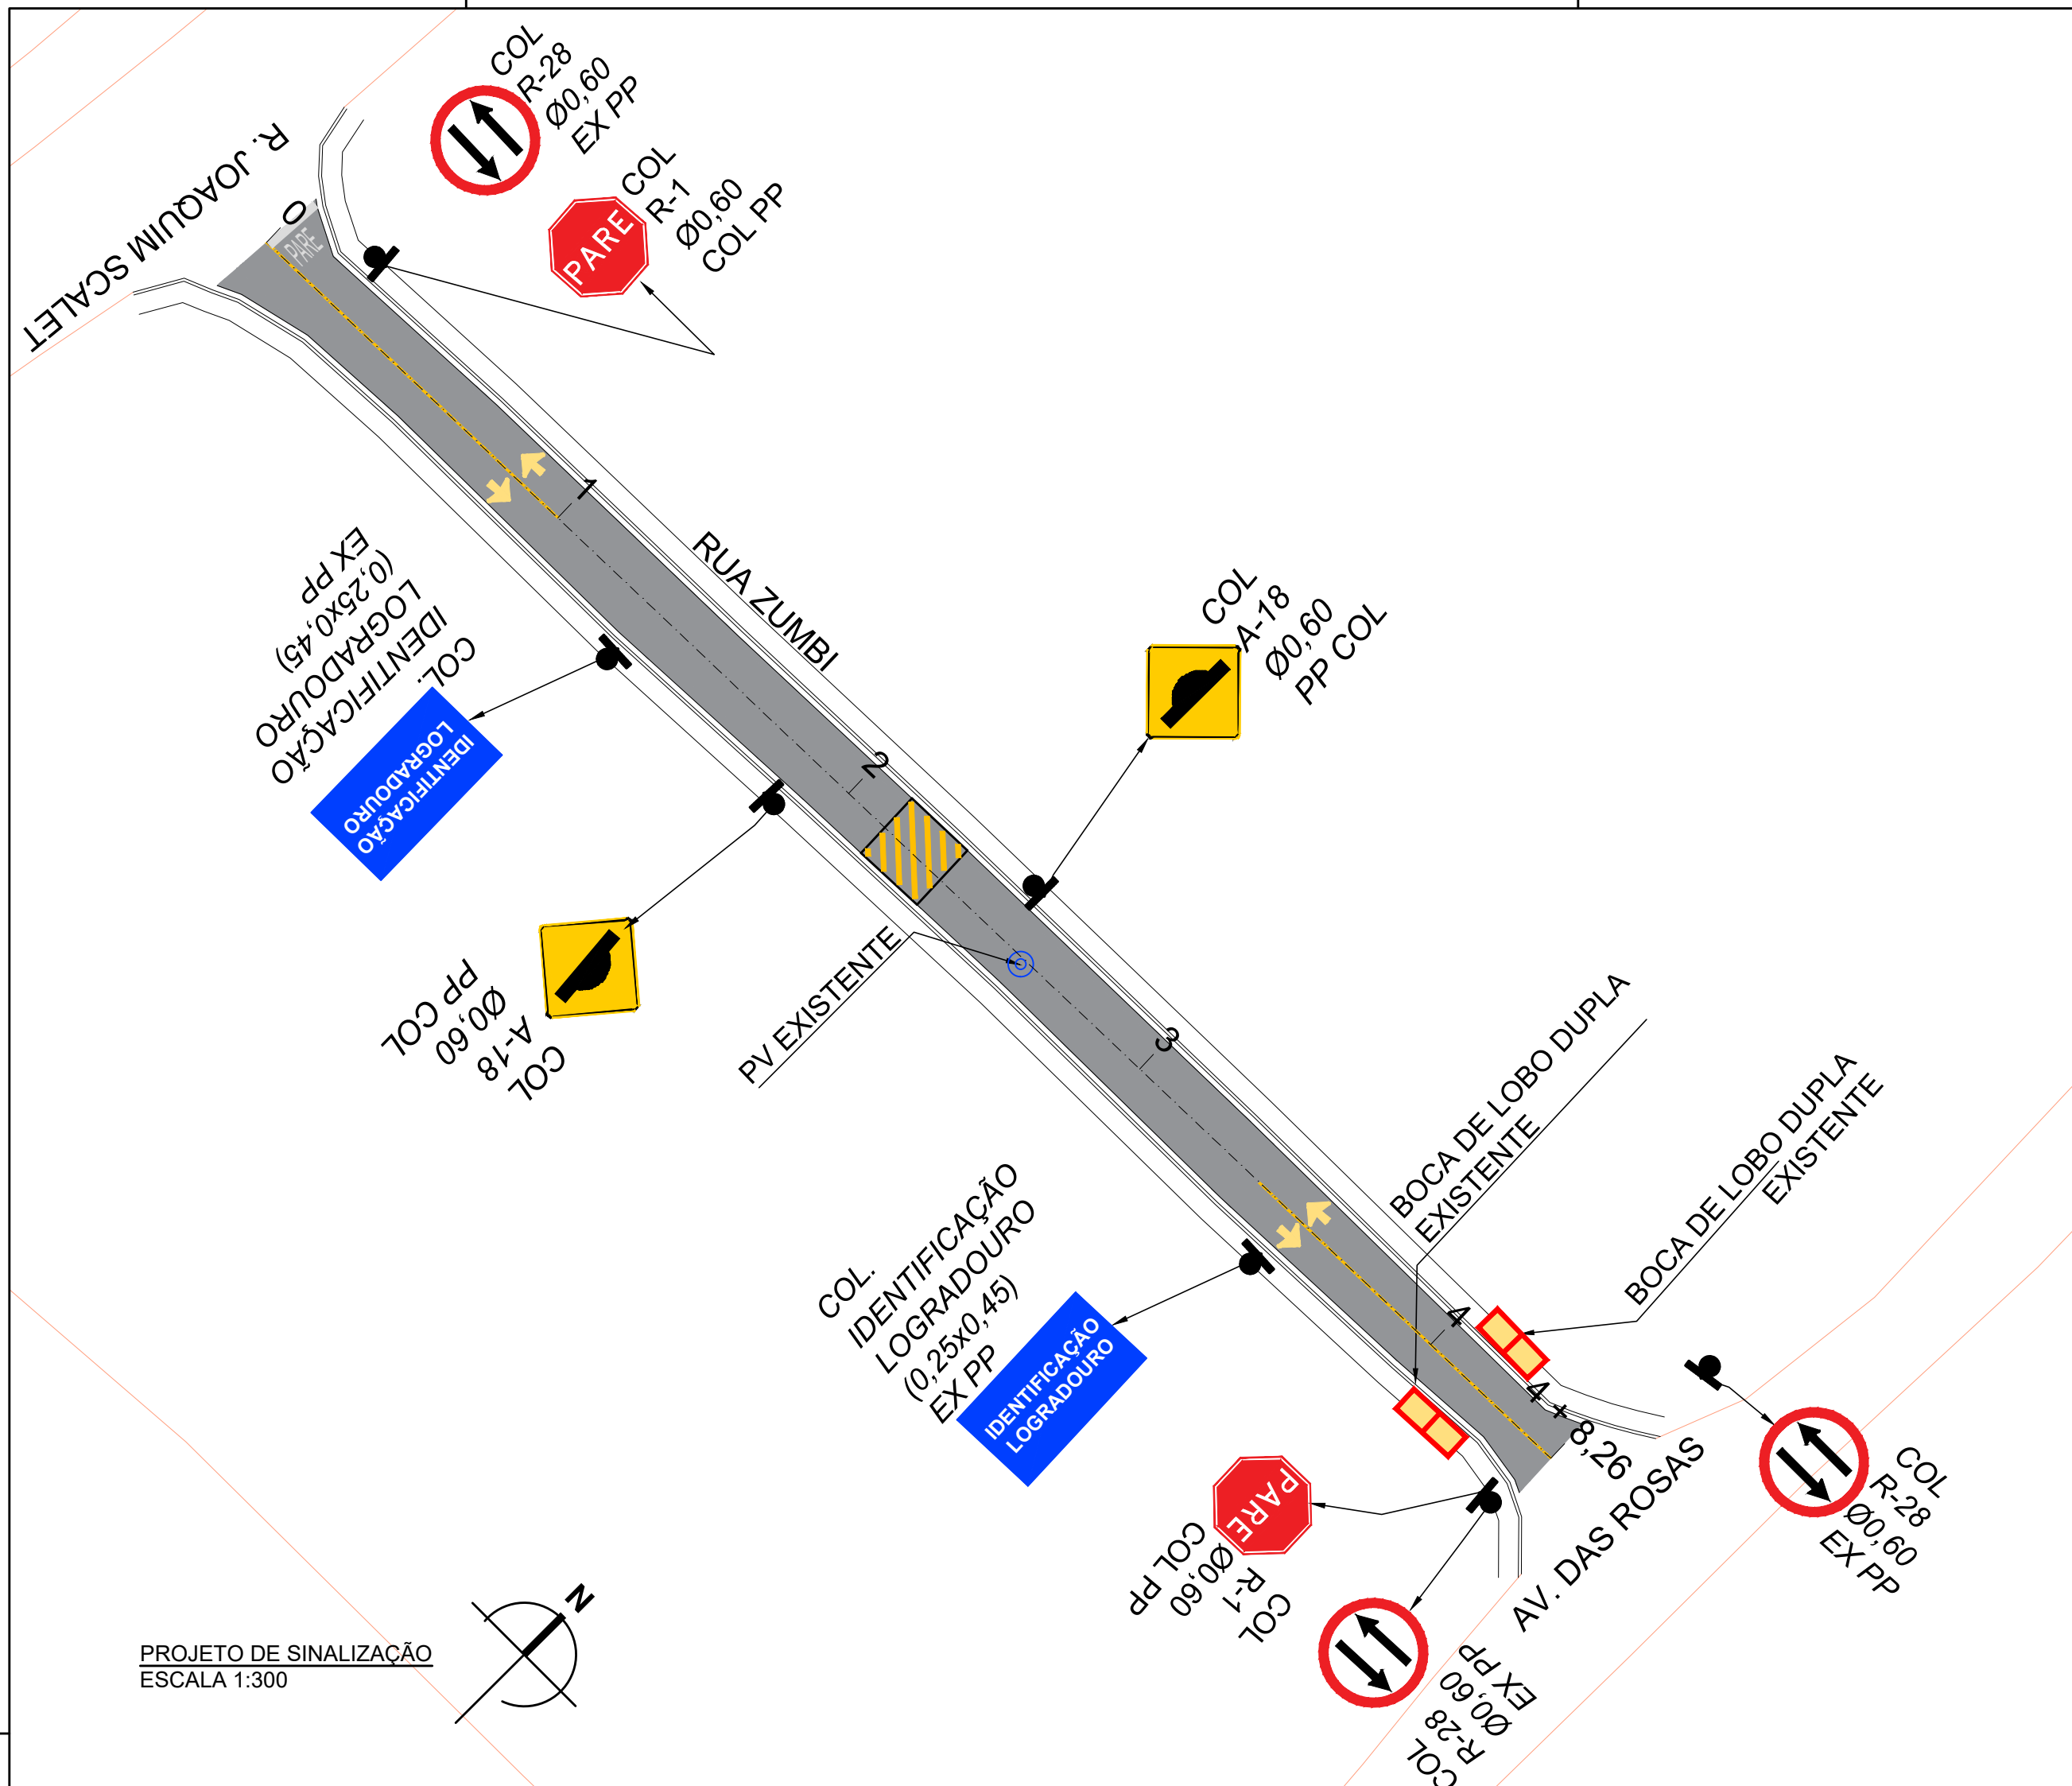 COL
R-28
Ø0,60
EX PP
COL
R-1
Ø0,60
COL PP
PARE
R. JOAQUIM SCALET
0
PARE
1
RUA ZUMBI
COL.
IDENTIFICAÇÃO
LOGRADOURO
(0,25x0,45)
EX PP
IDENTIFICAÇÃO
LOGRADOURO
2
COL
A-18
Ø0,60
PP COL
COL
A-18
Ø0,60
PP COL
PV EXISTENTE
3
BOCA DE LOBO DUPLA
EXISTENTE
BOCA DE LOBO DUPLA
EXISTENTE
COL.
IDENTIFICAÇÃO
LOGRADOURO
(0,25x0,45)
EX PP
IDENTIFICAÇÃO
LOGRADOURO
4
4+8,26
AV. DAS ROSAS
COL
R-28
Ø0,60
EX PP
PARE
COL
R-1
Ø0,60
COL PP
COL
R-28
Ø0,60
EX PP
N
PROJETO DE SINALIZAÇÃO
ESCALA 1:300